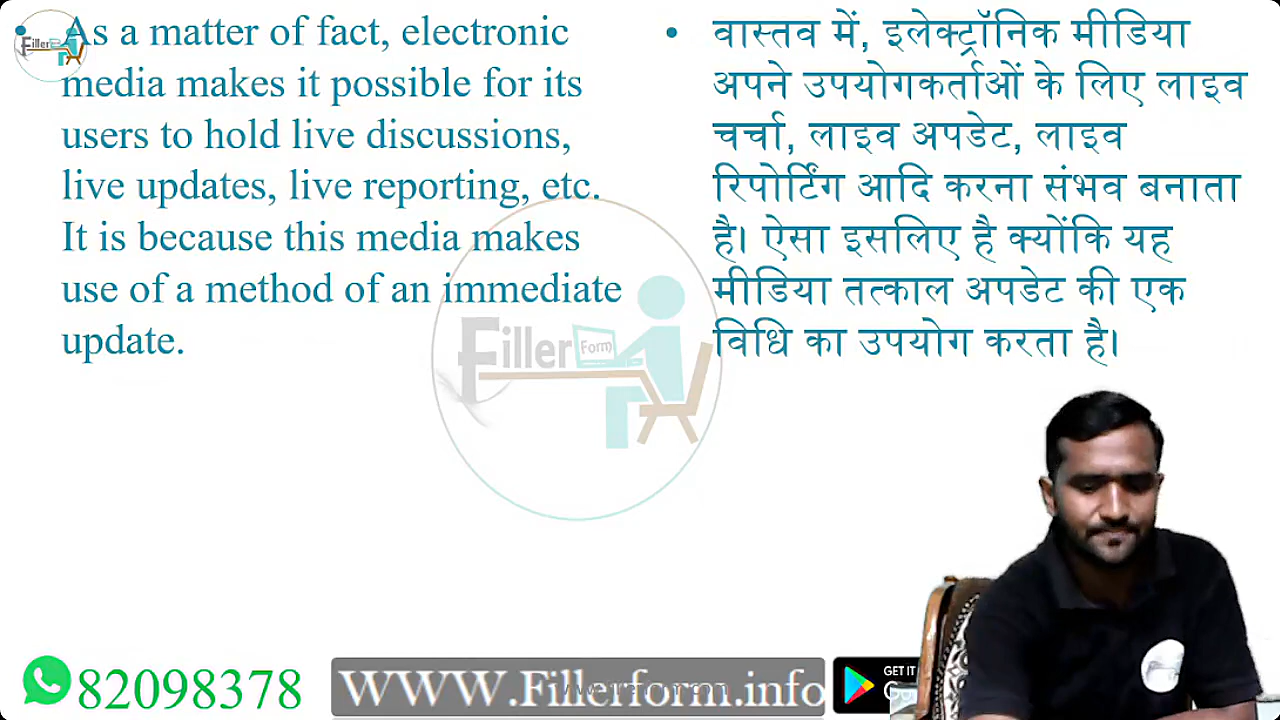 As a matter of fact, electronic
media makes it possible for its
users to hold live discussions,
live updates, live reporting, etc.
It is because this media makes
use of a method of an immediate
update.
वास्तव में, इलेक्ट्रॉनिक मीडिया
अपने उपयोगकर्ताओं के लिए लाइव
चर्चा, लाइव अपडेट, लाइव
रिपोर्टिंग आदि करना संभव बनाता
है। ऐसा इसलिए है क्योंकि यह
मीडिया तत्काल अपडेट की एक
विधि का उपयोग करता है।
Filler
Filler Form
82098378
WWW.Fillerform.info
GET IT